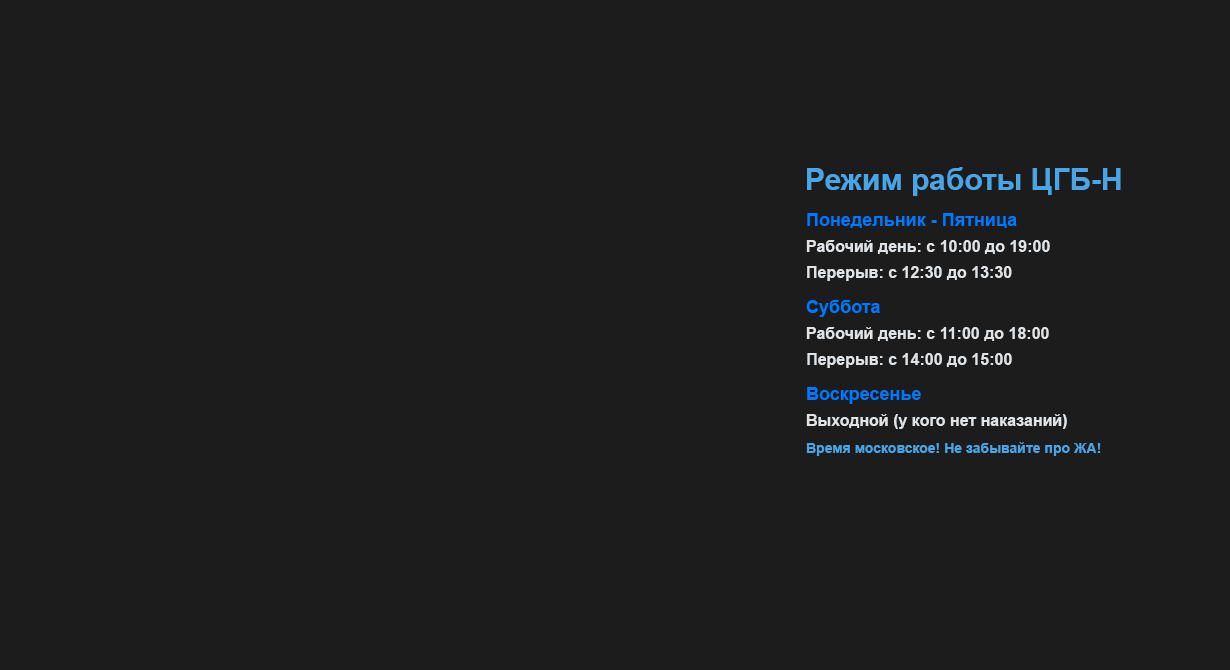 Режим работы ЦГБ-Н
Понедельник - Пятница
Рабочий день: с 10:00 до 19:00
Перерыв: с 12:30 до 13:30
Суббота
Рабочий день: с 11:00 до 18:00
Перерыв: с 14:00 до 15:00
Воскресенье
Выходной (у кого нет наказаний)
Время московское! Не забывайте про ЖА!